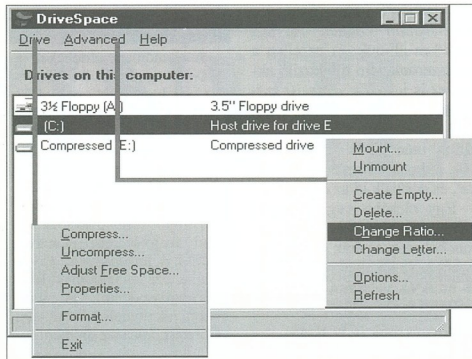 DriveSpace
Drive Advanced Help
Drives on this computer:
3½ Floppy (A:) 3.5" Floppy drive
(C:) Host drive for drive E
Compressed (E:) Compressed drive
Mount...
Unmount
Create Empty...
Delete...
Change Ratio...
Change Letter...
Options...
Refresh
Compress...
Uncompress...
Adjust Free Space...
Properties...
Format...
Exit